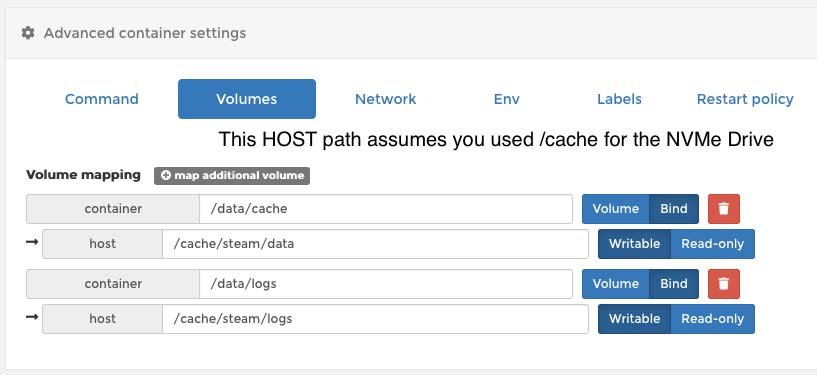 Advanced container settings
Command Volumes Network Env Labels Restart policy
This HOST path assumes you used /cache for the NVMe Drive
Volume mapping map additional volume
container /data/cache Volume Bind
host /cache/steam/data Writable Read-only
container /data/logs Volume Bind
host /cache/steam/logs Writable Read-only